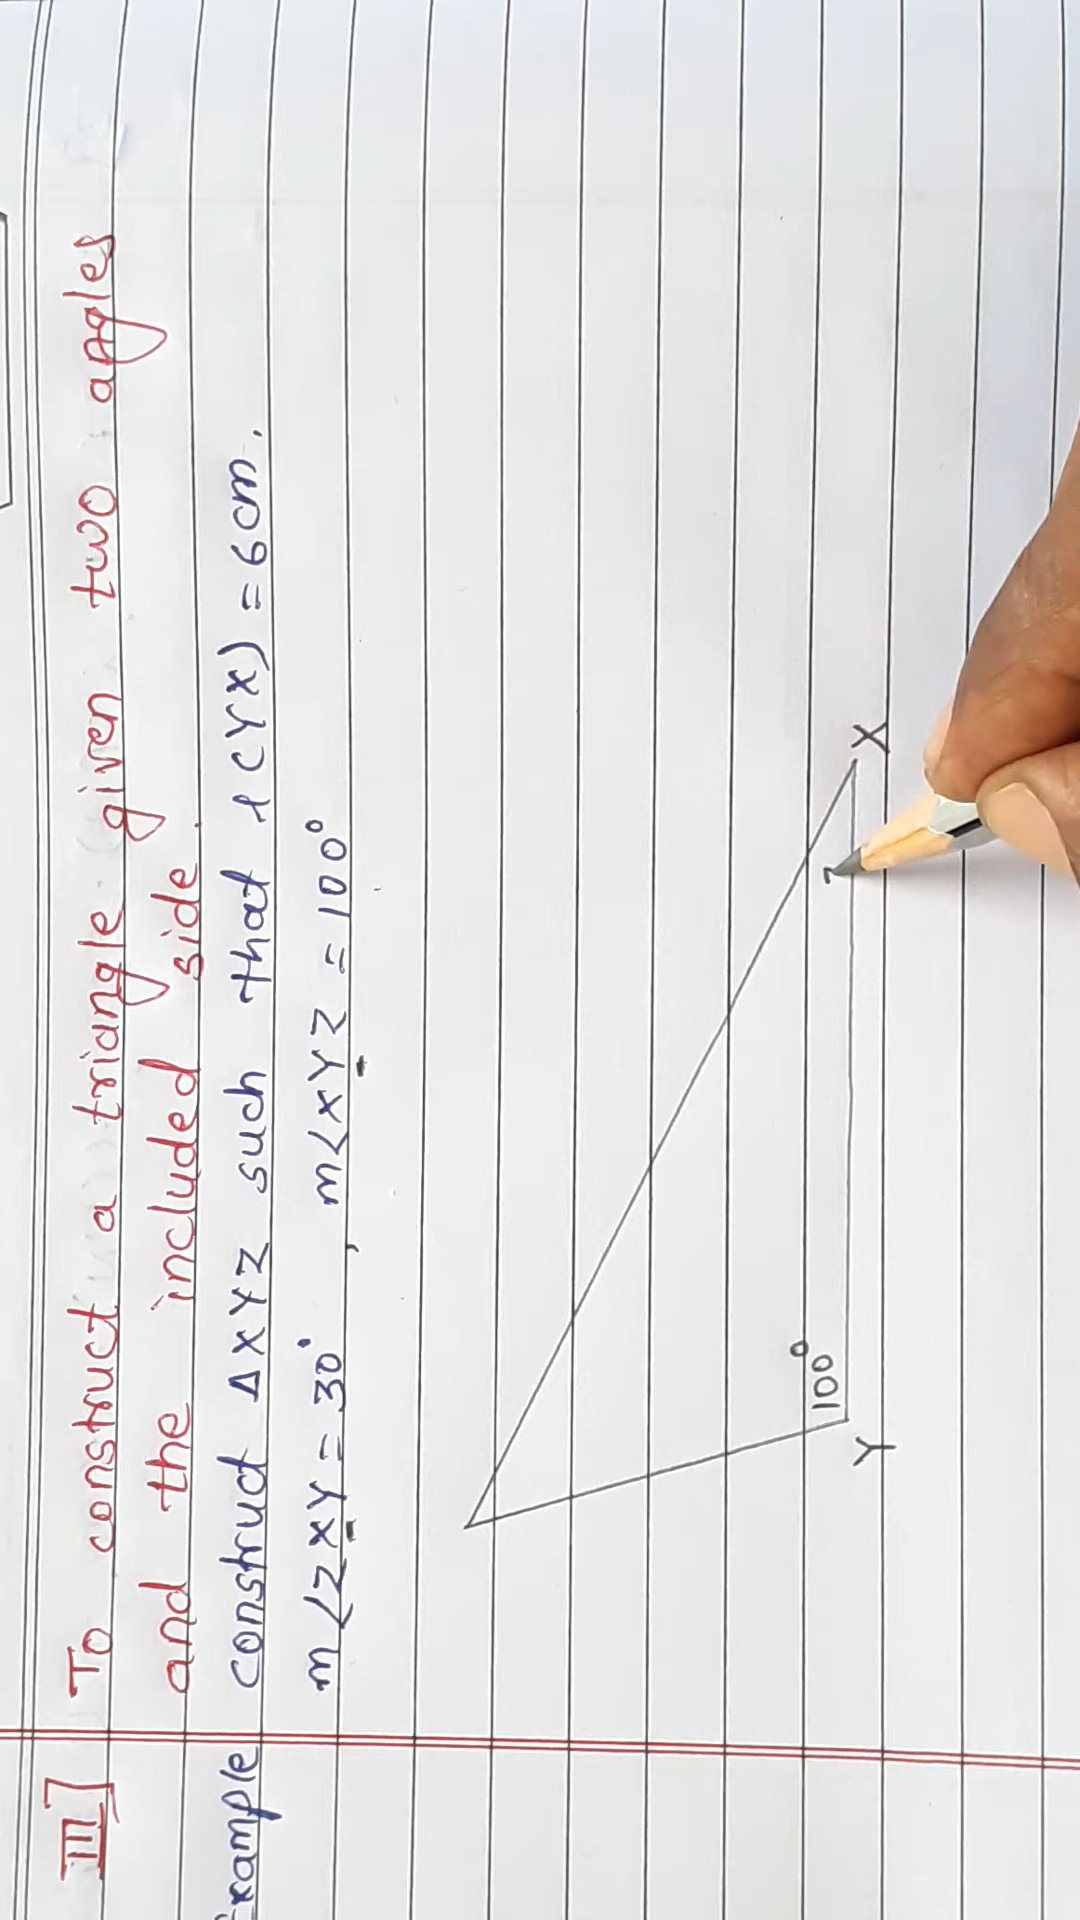 III] To construct a triangle given two angles
and the included side.
Example construct ΔXYZ such that l(YX) = 6cm.
m∠ZXY = 30°, m∠XYZ = 100°
100°
Y
X